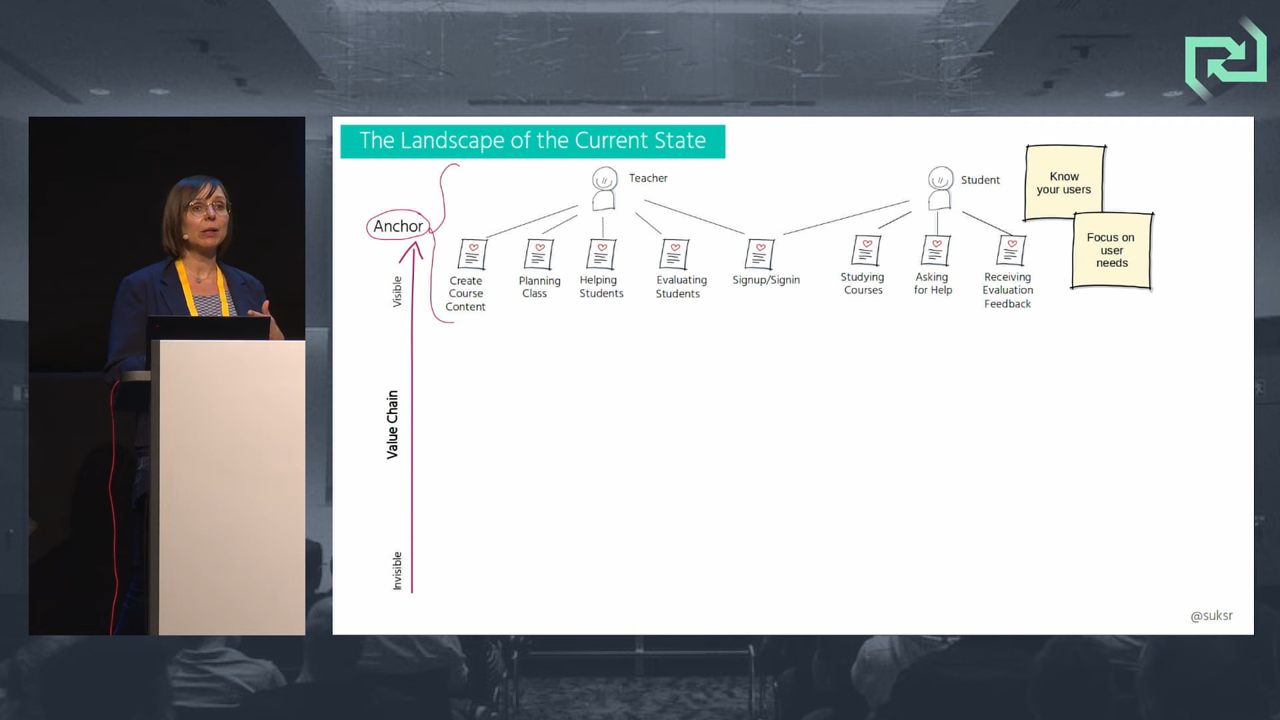 The Landscape of the Current State
Teacher
Student
Know
your users
Focus on
user
needs
Anchor
Create
Course
Content
Planning
Class
Helping
Students
Evaluating
Students
Signup/Signin
Studying
Courses
Asking
for Help
Receiving
Evaluation
Feedback
Visible
Value Chain
Invisible
@suksr